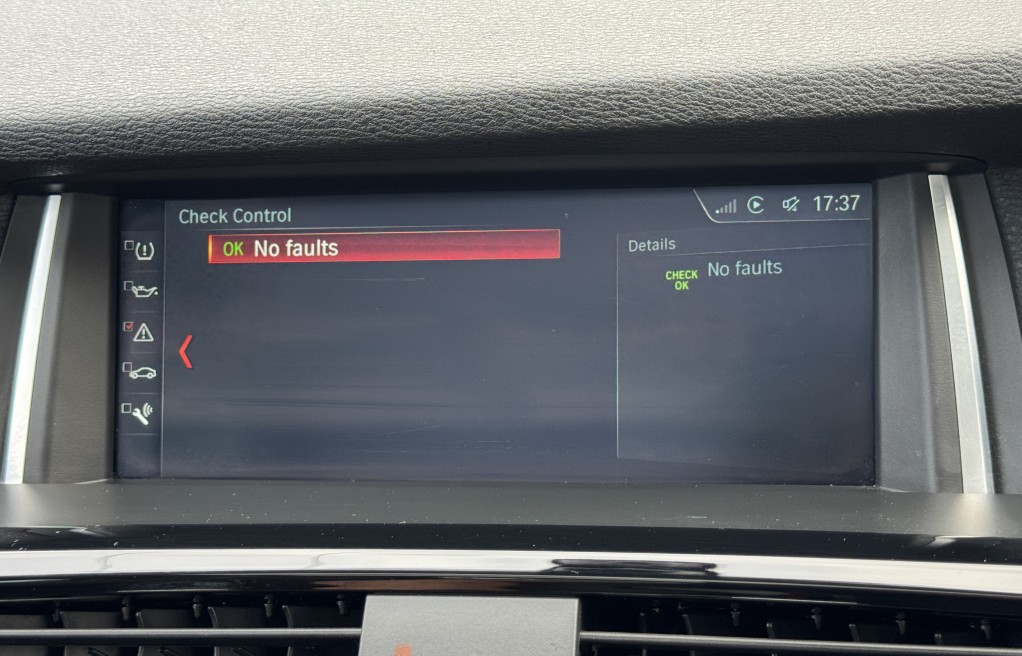 Check Control
17:37
OK No faults
Details
CHECK OK No faults